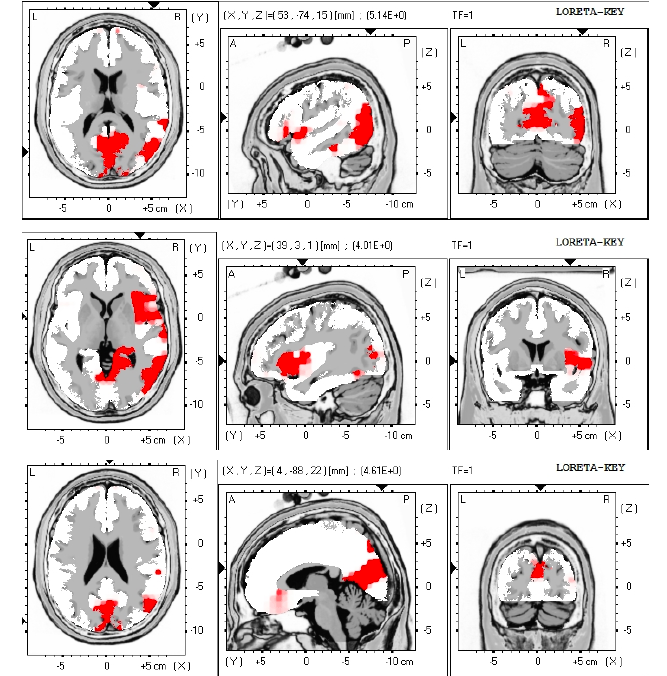 L R (Y) (X,Y,Z)=(53,-74,15)[mm] ; (5.14E+0) TF=1 LORETA-KEY
A P (Z) L R (Z)
+5 0 -5 -10
+5 0 -5
+5 0 -5
-5 0 +5 cm (X)
(Y) +5 0 -5 -10 cm
-5 0 +5 cm (X)
L R (Y) (X,Y,Z)=(39,3,1)[mm] ; (4.01E+0) TF=1 LORETA-KEY
A P (Z) L R (Z)
+5 0 -5 -10
+5 0 -5
+5 0 -5
-5 0 +5 cm (X)
(Y) +5 0 -5 -10 cm
-5 0 +5 cm (X)
L R (Y) (X,Y,Z)=(4,-88,22)[mm] ; (4.61E+0) TF=1 LORETA-KEY
A P (Z) L R (Z)
+5 0 -5 -10
+5 0 -5
+5 0 -5
-5 0 +5 cm (X)
(Y) +5 0 -5 -10 cm
-5 0 +5 cm (X)